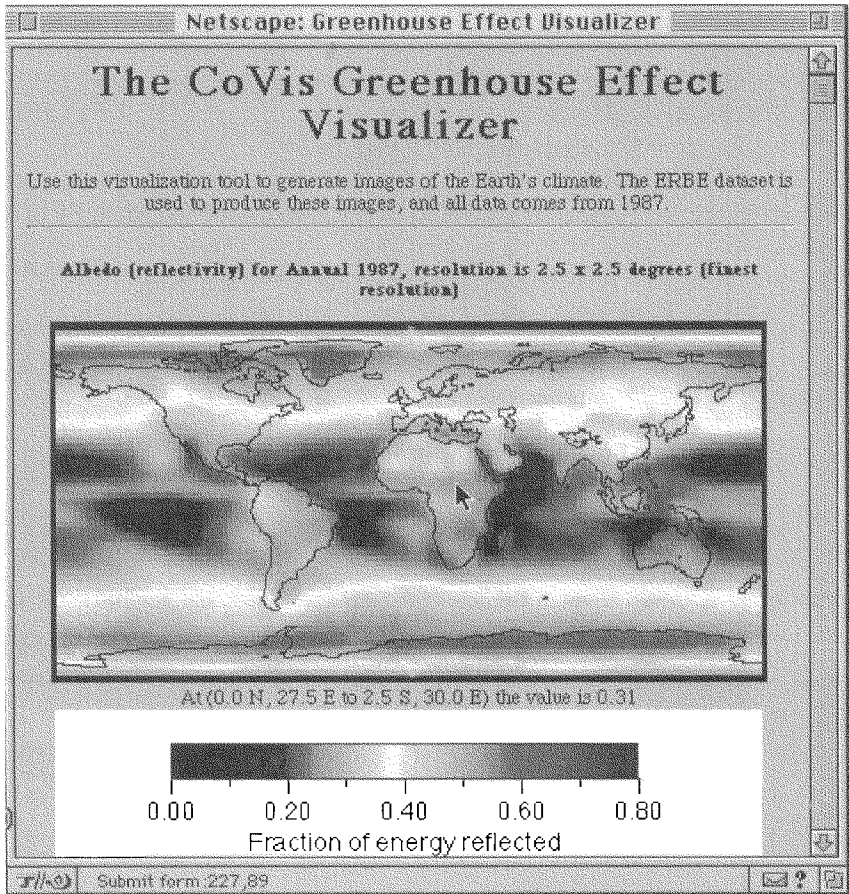 Netscape: Greenhouse Effect Visualizer
The CoVis Greenhouse Effect
Visualizer
Use this visualization tool to generate images of the Earth's climate. The ERBE dataset is
used to produce these images, and all data comes from 1987.
Albedo (reflectivity) for Annual 1987, resolution is 2.5 x 2.5 degrees (finest
resolution)
At (0.0 N, 27.5 E to 2.5 S, 30.0 E) the value is 0.31
0.00 0.20 0.40 0.60 0.80
Fraction of energy reflected
Submit form:227,89
?